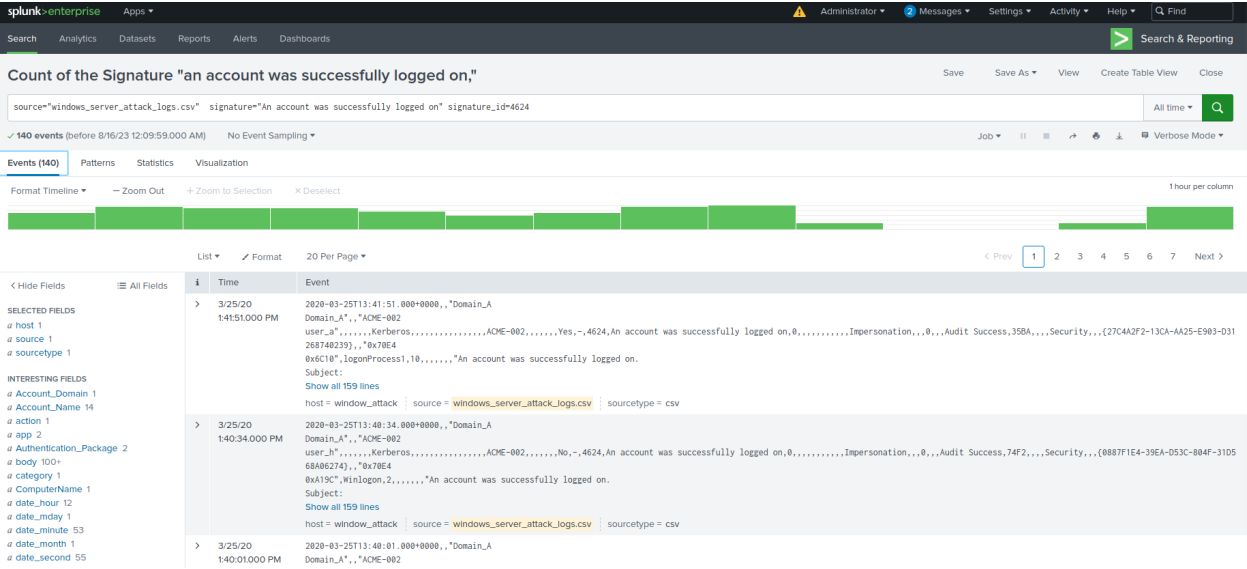 splunk>enterprise Apps Administrator 2 Messages Settings Activity Help Find
Search Analytics Datasets Reports Alerts Dashboards Search & Reporting
Count of the Signature "an account was successfully logged on," Save Save As View Create Table View Close
source="windows_server_attack_logs.csv" signature="An account was successfully logged on" signature_id=4624 All time
140 events (before 8/16/23 12:09:59.000 AM) No Event Sampling Job Verbose Mode
Events (140) Patterns Statistics Visualization
Format Timeline — Zoom Out + Zoom to Selection × Deselect 1 hour per column
List Format 20 Per Page < Prev 1 2 3 4 5 6 7 Next >
< Hide Fields All Fields
SELECTED FIELDS
a host 1
a source 1
a sourcetype 1
INTERESTING FIELDS
a Account_Domain 1
a Account_Name 14
a action 1
a app 2
a Authentication_Package 2
a body 100+
a category 1
a ComputerName 1
a date_hour 12
a date_mday 1
a date_minute 53
a date_month 1
a date_second 55
i Time Event
> 3/25/20 2020-03-25T13:41:51.000+0000,,"Domain_A
1:41:51.000 PM Domain_A",,"ACME-002
user_a",,,,,,,Kerberos,,,,,,,,,,,,,,,ACME-002,,,,,,,Yes,-,4624,An account was successfully logged on,0,,,,,,,,,,,Impersonation,,,0,,,Audit Success,35BA,,,,Security,,,{27C4A2F2-13CA-AA25-E903-D31
268740239},,"0x70E4
0x6C10",logonProcess1,10,,,,,,,"An account was successfully logged on.
Subject:
Show all 159 lines
host = window_attack source = windows_server_attack_logs.csv sourcetype = csv
> 3/25/20 2020-03-25T13:40:34.000+0000,,"Domain_A
1:40:34.000 PM Domain_A",,"ACME-002
user_h",,,,,,,Kerberos,,,,,,,,,,,,,,,ACME-002,,,,,,,No,-,4624,An account was successfully logged on,0,,,,,,,,,,,Impersonation,,,0,,,Audit Success,74F2,,,,Security,,,{0887F1E4-39EA-D53C-804F-31D5
68A06274},,"0x70E4
0xA19C",Winlogon,2,,,,,,,"An account was successfully logged on.
Subject:
Show all 159 lines
host = window_attack source = windows_server_attack_logs.csv sourcetype = csv
> 3/25/20 2020-03-25T13:40:01.000+0000,,"Domain_A
1:40:01.000 PM Domain_A",,"ACME-002